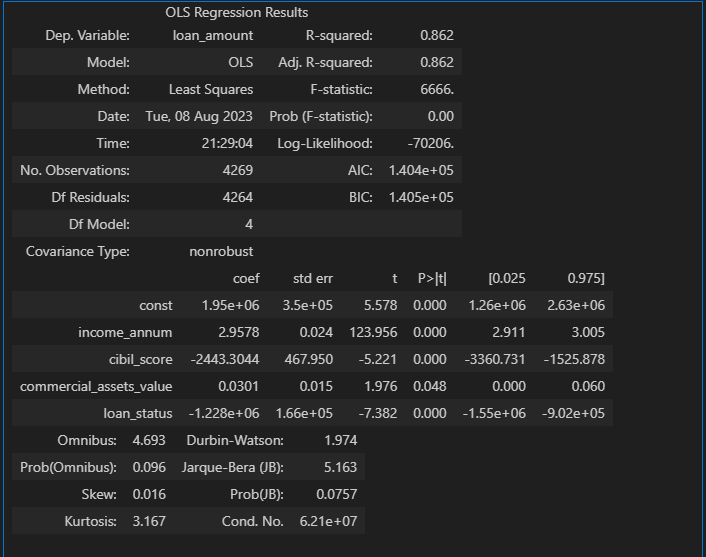 OLS Regression Results
Dep. Variable: loan_amount R-squared: 0.862
Model: OLS Adj. R-squared: 0.862
Method: Least Squares F-statistic: 6666.
Date: Tue, 08 Aug 2023 Prob (F-statistic): 0.00
Time: 21:29:04 Log-Likelihood: -70206.
No. Observations: 4269 AIC: 1.404e+05
Df Residuals: 4264 BIC: 1.405e+05
Df Model: 4
Covariance Type: nonrobust
coef std err t P>|t| [0.025 0.975]
const 1.95e+06 3.5e+05 5.578 0.000 1.26e+06 2.63e+06
income_annum 2.9578 0.024 123.956 0.000 2.911 3.005
cibil_score -2443.3044 467.950 -5.221 0.000 -3360.731 -1525.878
commercial_assets_value 0.0301 0.015 1.976 0.048 0.000 0.060
loan_status -1.228e+06 1.66e+05 -7.382 0.000 -1.55e+06 -9.02e+05
Omnibus: 4.693 Durbin-Watson: 1.974
Prob(Omnibus): 0.096 Jarque-Bera (JB): 5.163
Skew: 0.016 Prob(JB): 0.0757
Kurtosis: 3.167 Cond. No. 6.21e+07